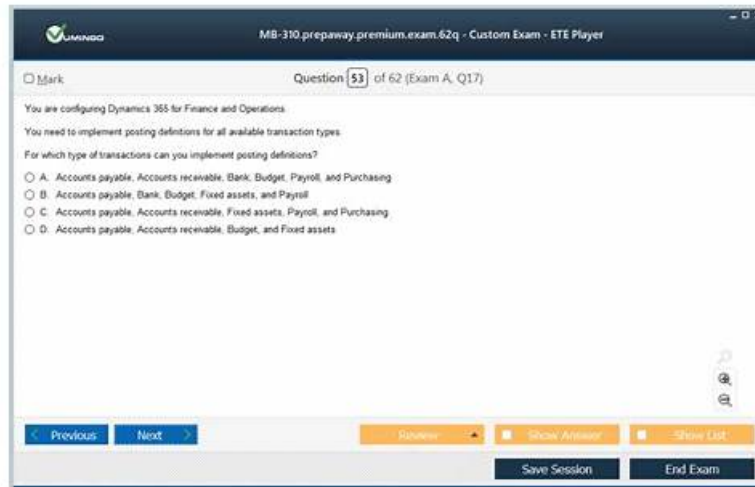 VUMINGO
MB-310.prepaway.premium.exam.62q - Custom Exam - ETE Player
Mark
Question 53 of 62 (Exam A, Q17)
You are configuring Dynamics 365 for Finance and Operations.
You need to implement posting definitions for all available transaction types.
For which type of transactions can you implement posting definitions?
A. Accounts payable, Accounts receivable, Bank, Budget, Payroll, and Purchasing
B. Accounts payable, Bank, Budget, Fixed assets, and Payroll
C. Accounts payable, Accounts receivable, Fixed assets, Payroll, and Purchasing
D. Accounts payable, Accounts receivable, Budget, and Fixed assets
Previous Next Review Show Answer Show List
Save Session End Exam